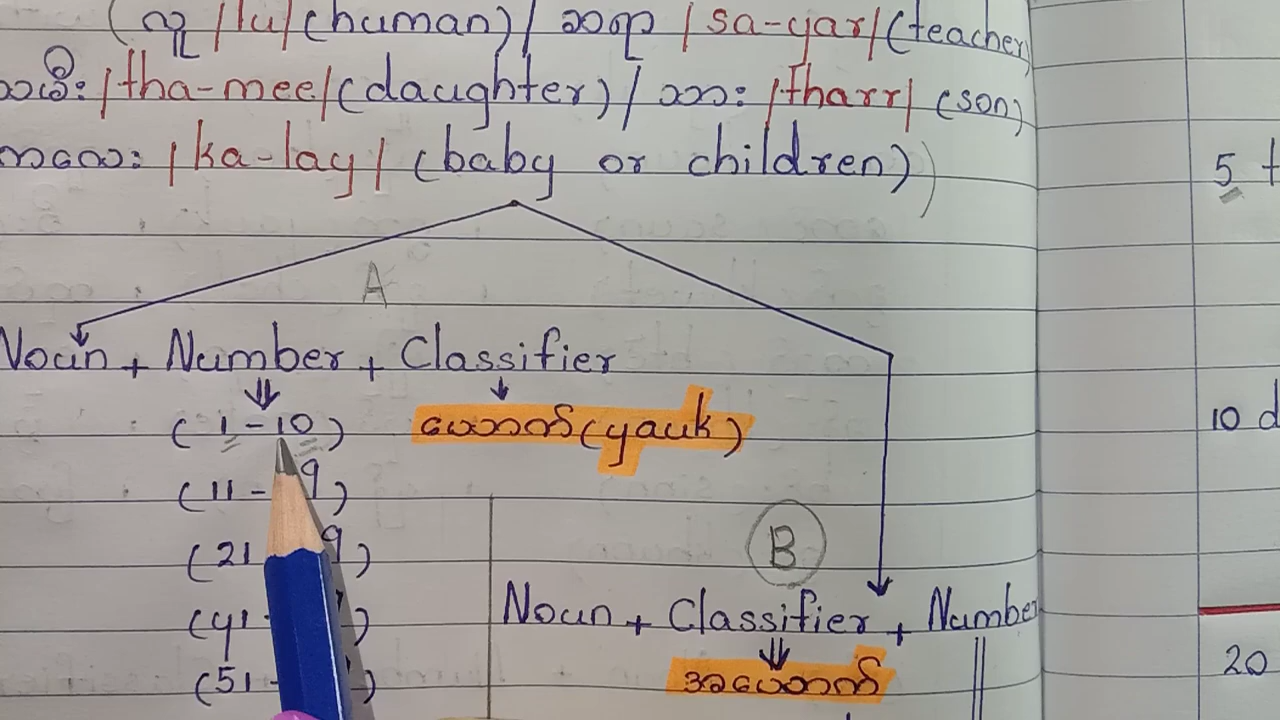 (လူ /lu/(human)/ ဆရာ /sa-yar/(teacher
သမီး /tha-mee/(daughter)/ သား /tharr/ (son)
ကလေး /ka-lay/ (baby or children))
A
5 t
Noun + Number + Classifier
(1-10) ယောက်(yauk)
10 d
(11- 9)
B
(21 9)
Noun + Classifier + Number
(41- )
(51- ) အယောက်
20